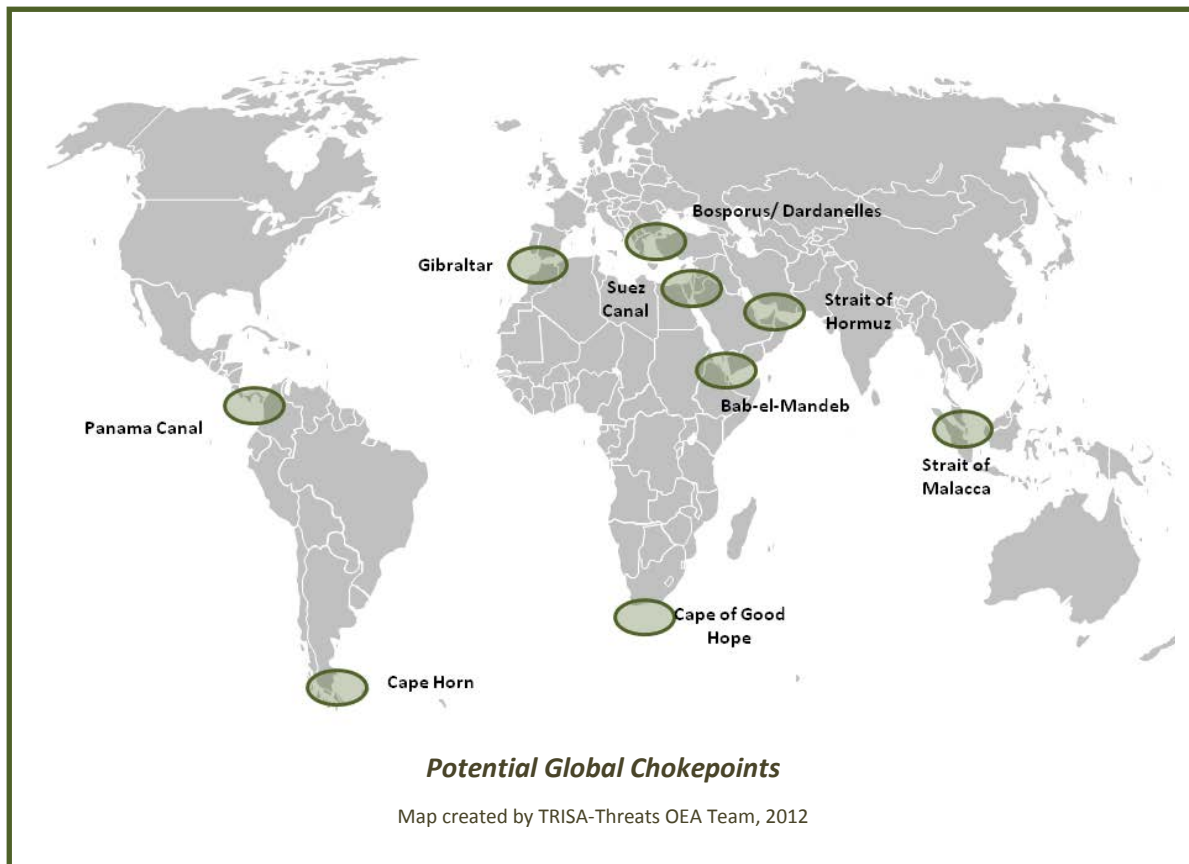 Bosporus/ Dardanelles
Gibraltar
Suez
Canal
Strait of
Hormuz
Bab-el-Mandeb
Panama Canal
Strait of
Malacca
Cape of Good
Hope
Cape Horn
Potential Global Chokepoints
Map created by TRISA-Threats OEA Team, 2012